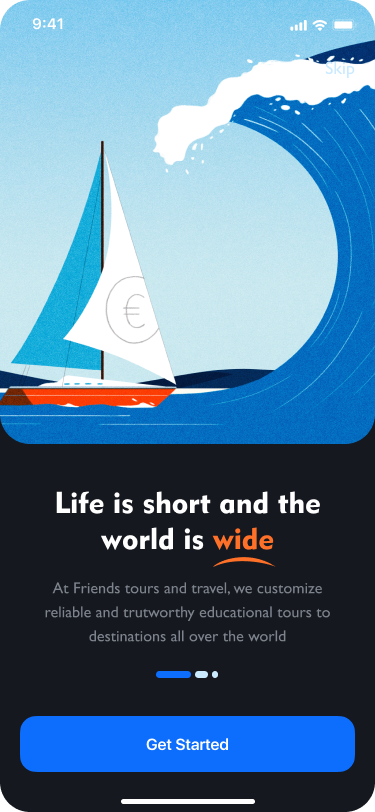 9:41
Skip
€
Life is short and the
world is wide
At Friends tours and travel, we customize
reliable and trutworthy educational tours to
destinations all over the world
Get Started